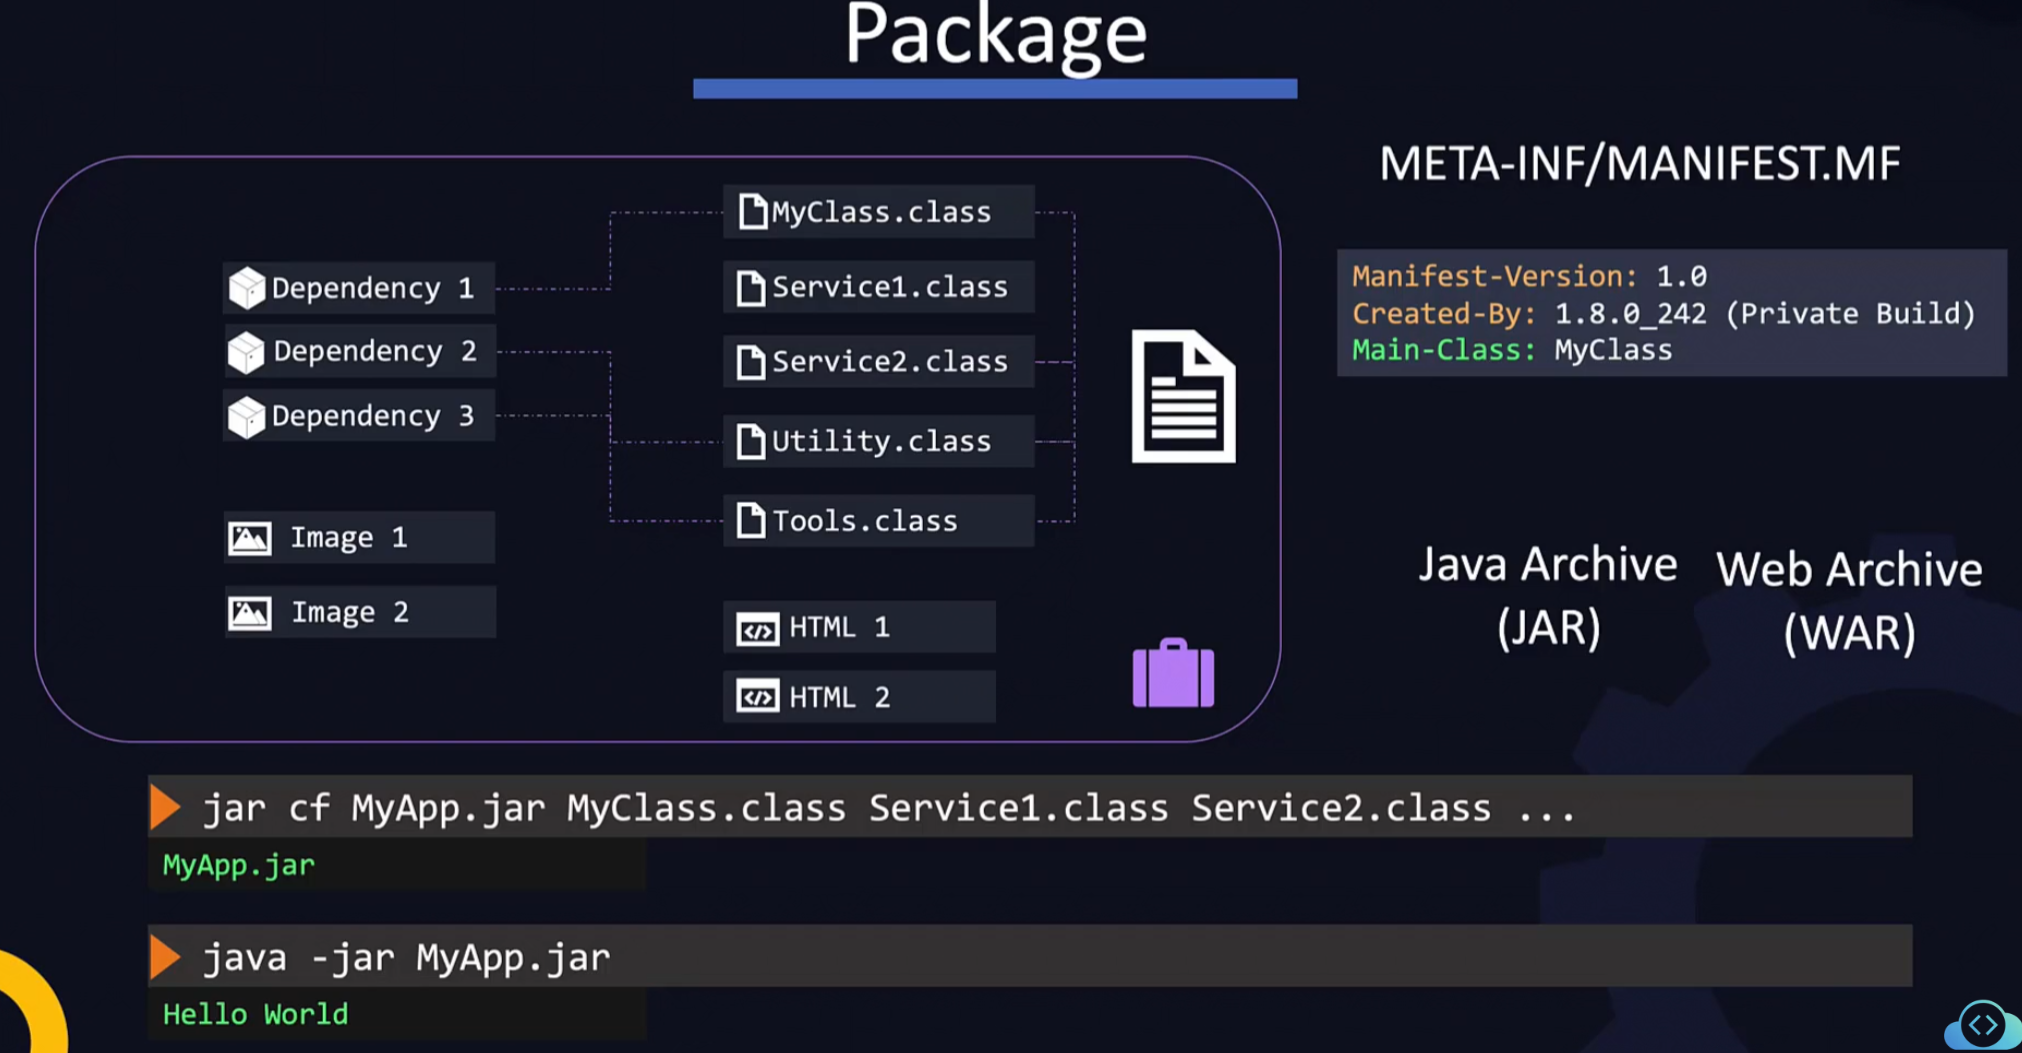 Package
META-INF/MANIFEST.MF
MyClass.class
Service1.class
Service2.class
Utility.class
Tools.class
Dependency 1
Dependency 2
Dependency 3
Image 1
Image 2
HTML 1
HTML 2
Manifest-Version: 1.0
Created-By: 1.8.0_242 (Private Build)
Main-Class: MyClass
Java Archive
(JAR)
Web Archive
(WAR)
jar cf MyApp.jar MyClass.class Service1.class Service2.class ...
MyApp.jar
java -jar MyApp.jar
Hello World